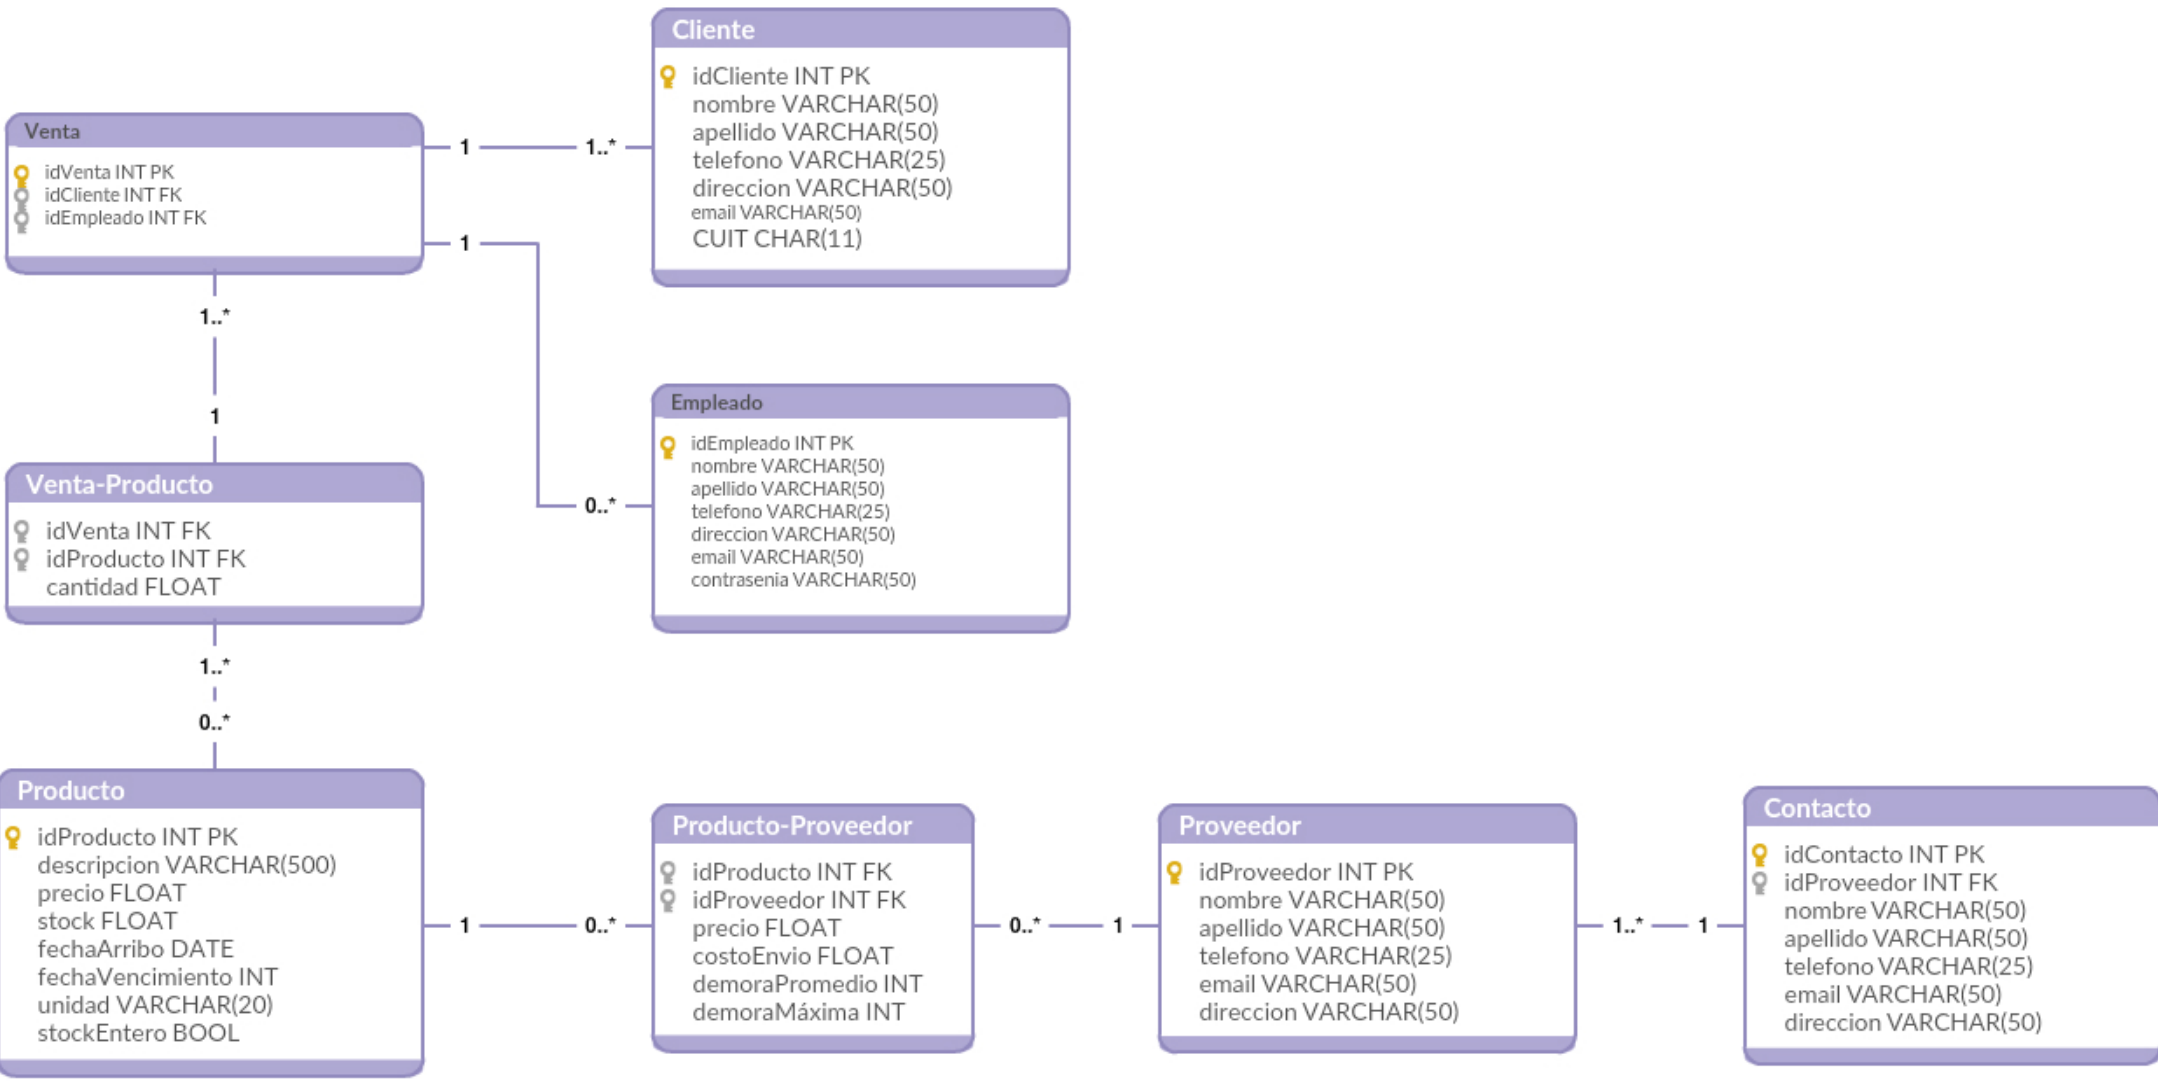 Cliente
idCliente INT PK
nombre VARCHAR(50)
apellido VARCHAR(50)
telefono VARCHAR(25)
direccion VARCHAR(50)
email VARCHAR(50)
CUIT CHAR(11)
Venta
idVenta INT PK
idCliente INT FK
idEmpleado INT FK
1
1..*
1
0..*
1..*
1
Empleado
idEmpleado INT PK
nombre VARCHAR(50)
apellido VARCHAR(50)
telefono VARCHAR(25)
direccion VARCHAR(50)
email VARCHAR(50)
contrasenia VARCHAR(50)
Venta-Producto
idVenta INT FK
idProducto INT FK
cantidad FLOAT
1..*
0..*
Producto
idProducto INT PK
descripcion VARCHAR(500)
precio FLOAT
stock FLOAT
fechaArribo DATE
fechaVencimiento INT
unidad VARCHAR(20)
stockEntero BOOL
1
0..*
Producto-Proveedor
idProducto INT FK
idProveedor INT FK
precio FLOAT
costoEnvio FLOAT
demoraPromedio INT
demoraMáxima INT
0..*
1
Proveedor
idProveedor INT PK
nombre VARCHAR(50)
apellido VARCHAR(50)
telefono VARCHAR(25)
email VARCHAR(50)
direccion VARCHAR(50)
1..*
1
Contacto
idContacto INT PK
idProveedor INT FK
nombre VARCHAR(50)
apellido VARCHAR(50)
telefono VARCHAR(25)
email VARCHAR(50)
direccion VARCHAR(50)